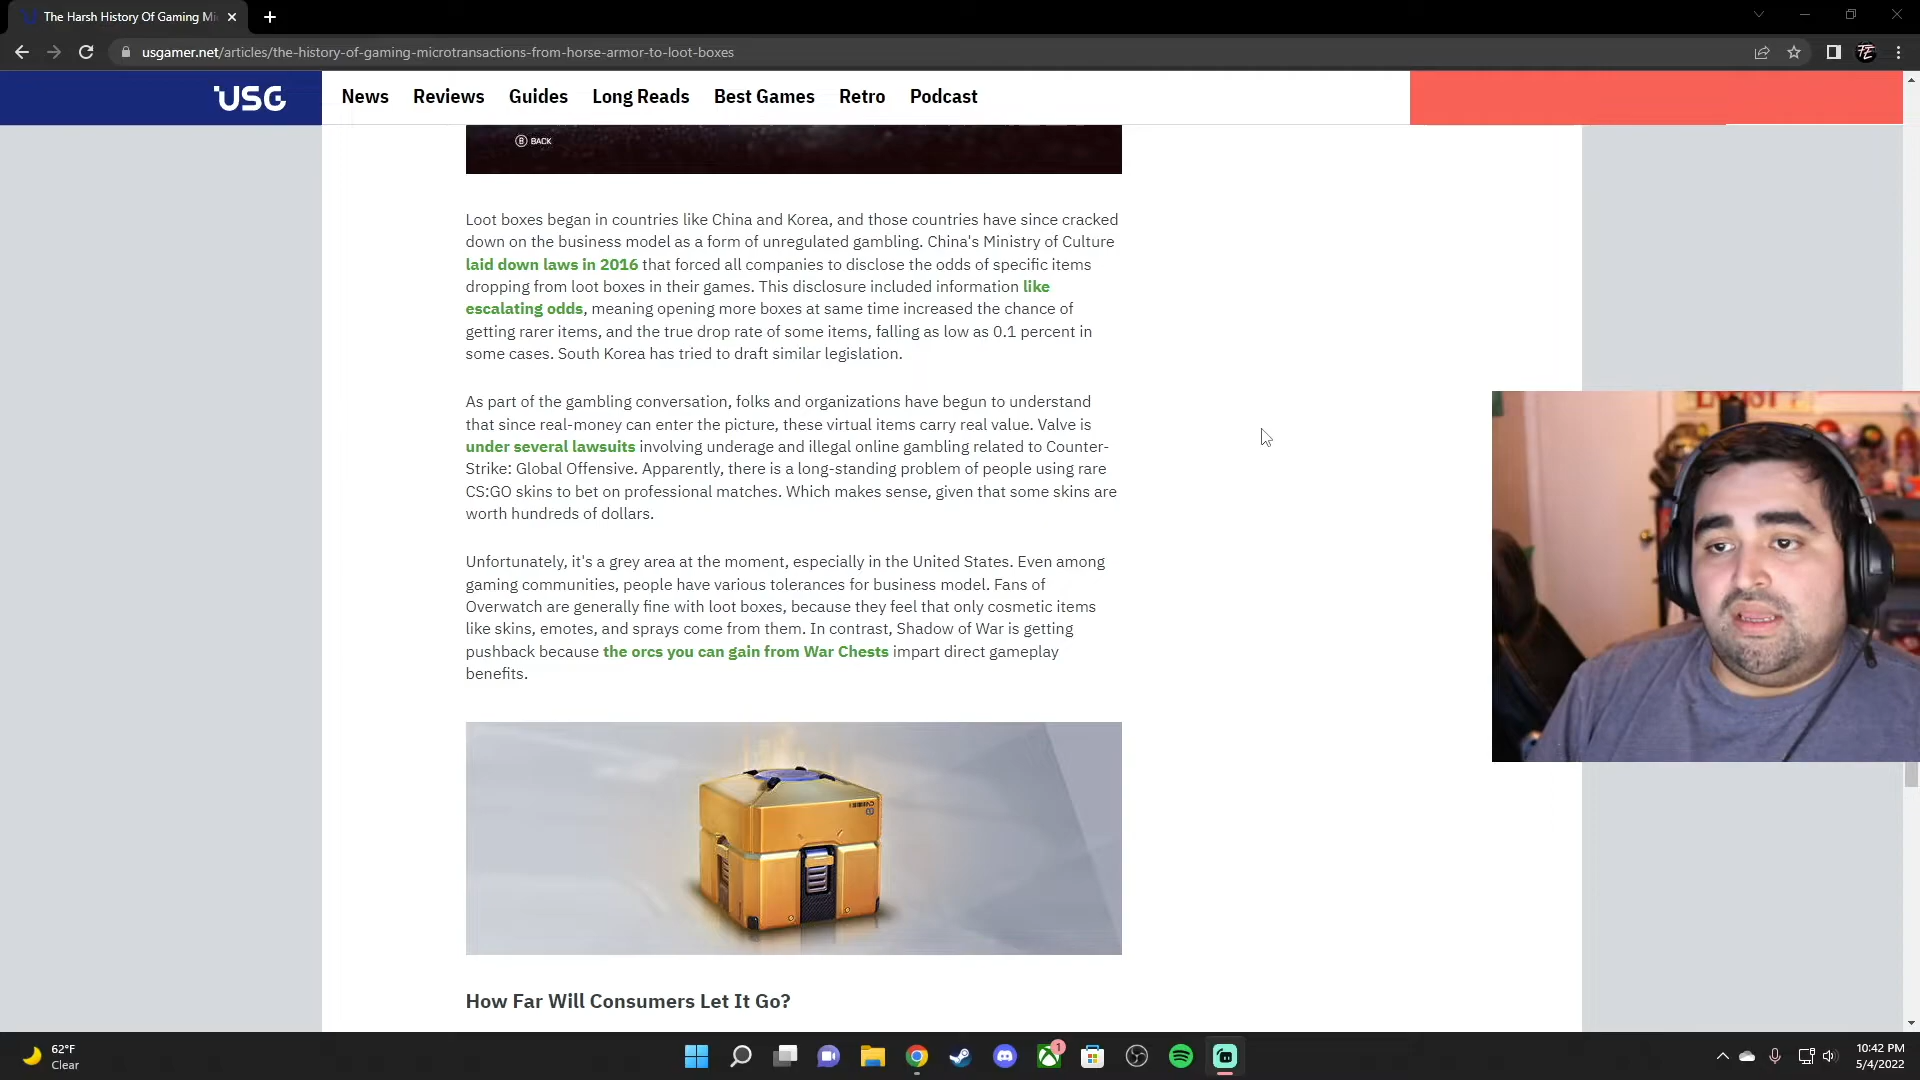 The Harsh History Of Gaming Mi
usgamer.net/articles/the-history-of-gaming-microtransactions-from-horse-armor-to-loot-boxes
USG
News Reviews Guides Long Reads Best Games Retro Podcast
B BACK
Loot boxes began in countries like China and Korea, and those countries have since cracked
down on the business model as a form of unregulated gambling. China's Ministry of Culture
laid down laws in 2016 that forced all companies to disclose the odds of specific items
dropping from loot boxes in their games. This disclosure included information like
escalating odds, meaning opening more boxes at same time increased the chance of
getting rarer items, and the true drop rate of some items, falling as low as 0.1 percent in
some cases. South Korea has tried to draft similar legislation.
As part of the gambling conversation, folks and organizations have begun to understand
that since real-money can enter the picture, these virtual items carry real value. Valve is
under several lawsuits involving underage and illegal online gambling related to Counter-
Strike: Global Offensive. Apparently, there is a long-standing problem of people using rare
CS:GO skins to bet on professional matches. Which makes sense, given that some skins are
worth hundreds of dollars.
Unfortunately, it's a grey area at the moment, especially in the United States. Even among
gaming communities, people have various tolerances for business model. Fans of
Overwatch are generally fine with loot boxes, because they feel that only cosmetic items
like skins, emotes, and sprays come from them. In contrast, Shadow of War is getting
pushback because the orcs you can gain from War Chests impart direct gameplay
benefits.
How Far Will Consumers Let It Go?
62°F
Clear
1
10:42 PM
5/4/2022